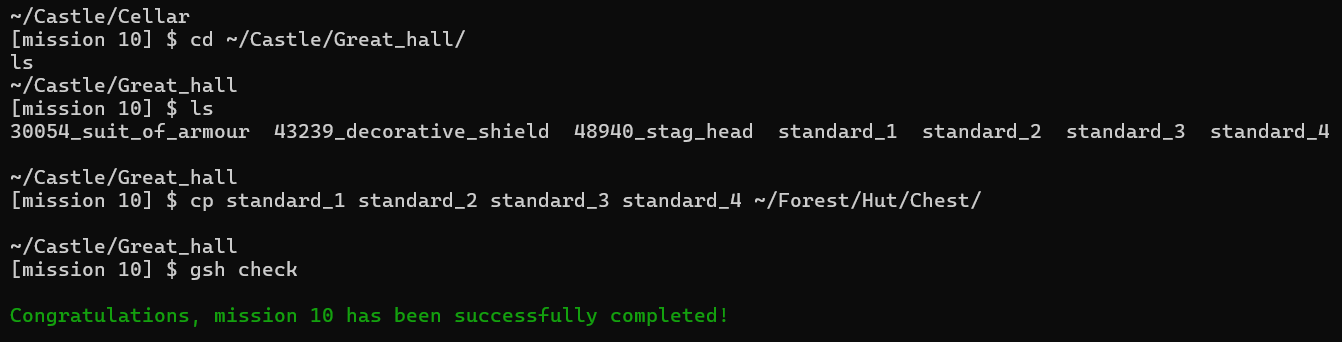 ~/Castle/Cellar
[mission 10] $ cd ~/Castle/Great_hall/
ls
~/Castle/Great_hall
[mission 10] $ ls
30054_suit_of_armour  43239_decorative_shield  48940_stag_head  standard_1  standard_2  standard_3  standard_4
~/Castle/Great_hall
[mission 10] $ cp standard_1 standard_2 standard_3 standard_4 ~/Forest/Hut/Chest/
~/Castle/Great_hall
[mission 10] $ gsh check
Congratulations, mission 10 has been successfully completed!